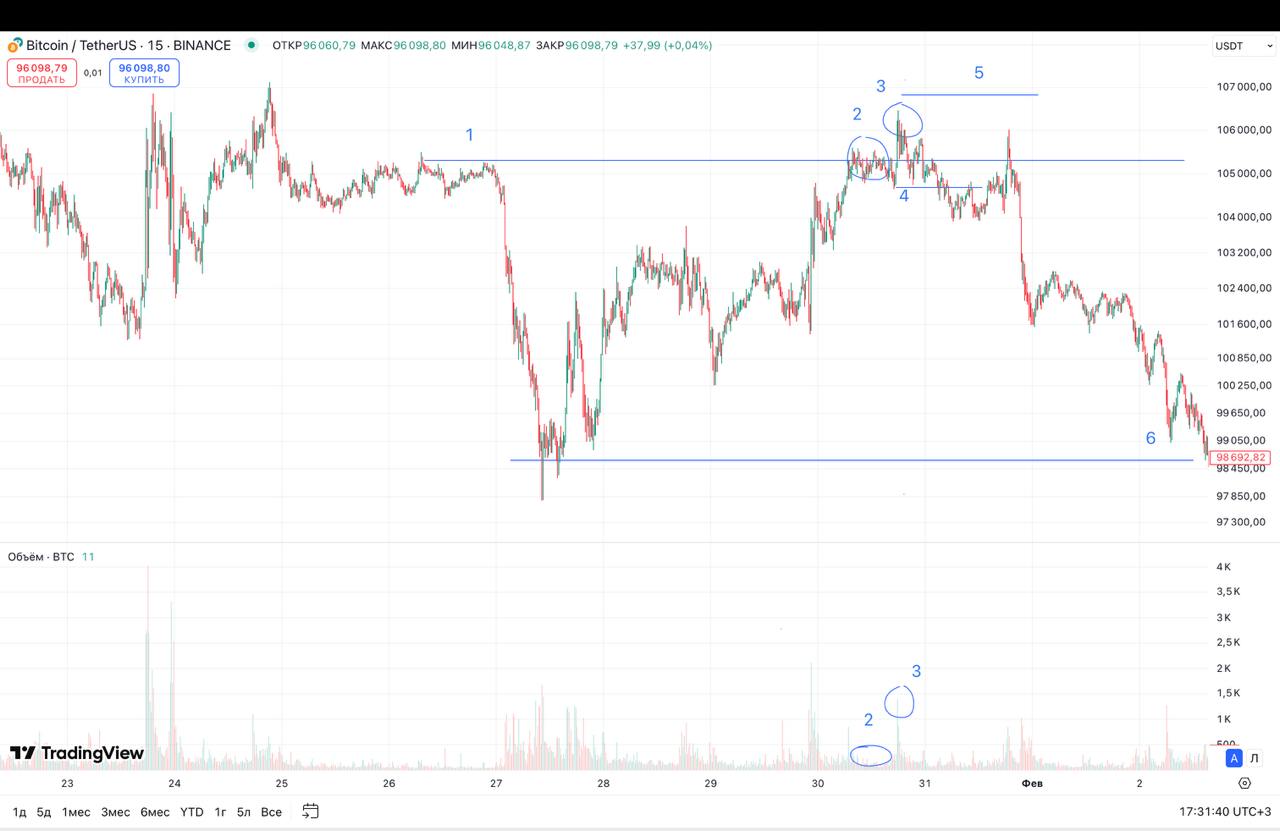 Bitcoin / TetherUS · 15 · BINANCE ОТКР96 060,79 МАКС96 098,80 МИН96 048,87 ЗАКР96 098,79 +37,99 (+0,04%)
USDT
96 098,79
ПРОДАТЬ
0,01
96 098,80
КУПИТЬ
5
3
2
1
4
6
107 000,00
106 000,00
105 000,00
104 000,00
103 200,00
102 400,00
101 600,00
100 850,00
100 250,00
99 650,00
99 050,00
98 692,82
98 450,00
97 850,00
97 300,00
Объём · BTC 11
4 K
3,5 K
3 K
2,5 K
2 K
1,5 K
1 K
500
3
2
TradingView
А Л
23 24 25 26 27 28 29 30 31 Фев 2
1д 5д 1мес 3мес 6мес YTD 1г 5л Все
17:31:40 UTC+3